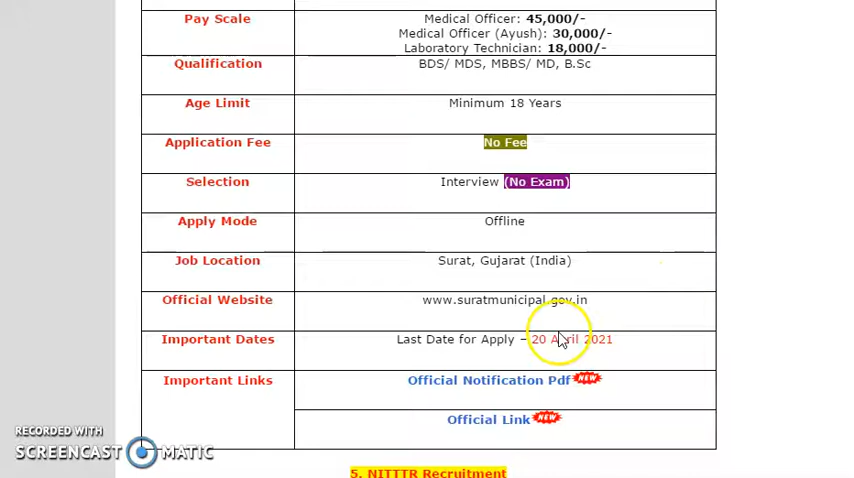 Pay Scale
Medical Officer: 45,000/-
Medical Officer (Ayush): 30,000/-
Laboratory Technician: 18,000/-
Qualification
BDS/ MDS, MBBS/ MD, B.Sc
Age Limit
Minimum 18 Years
Application Fee
No Fee
Selection
Interview (No Exam)
Apply Mode
Offline
Job Location
Surat, Gujarat (India)
Official Website
www.suratmunicipal.gov.in
Important Dates
Last Date for Apply – 20 April 2021
Important Links
Official Notification Pdf NEW
Official Link NEW
RECORDED WITH
SCREENCAST MATIC
5. NITTTR Recruitment